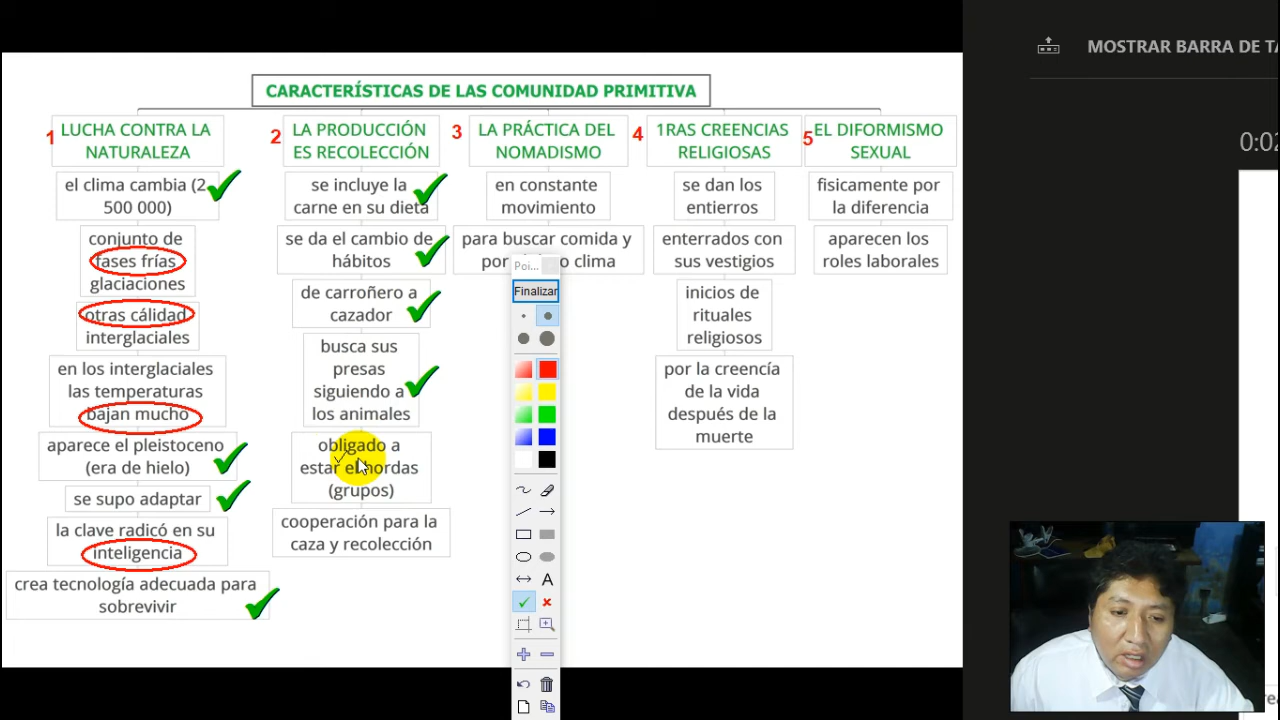 MOSTRAR BARRA DE TA
CARACTERÍSTICAS DE LAS COMUNIDAD PRIMITIVA
1
LUCHA CONTRA LA
NATURALEZA
el clima cambia (2
500 000)
conjunto de
fases frías
glaciaciones
otras cálidad
interglaciales
en los interglaciales
las temperaturas
bajan mucho
aparece el pleistoceno
(era de hielo)
se supo adaptar
la clave radicó en su
inteligencia
crea tecnología adecuada para
sobrevivir
2
LA PRODUCCIÓN
ES RECOLECCIÓN
se incluye la
carne en su dieta
se da el cambio de
hábitos
de carroñero a
cazador
busca sus
presas
siguiendo a
los animales
obligado a
estar hordas
(grupos)
cooperación para la
caza y recolección
3
LA PRÁCTICA DEL
NOMADISMO
en constante
movimiento
para buscar comida y
clima
4
1RAS CREENCIAS
RELIGIOSAS
se dan los
entierros
enterrados con
sus vestigios
inicios de
rituales
religiosos
por la creencía
de la vida
después de la
muerte
5
EL DIFORMISMO
SEXUAL
fisicamente por
la diferencia
aparecen los
roles laborales
Poi...
Finalizar
A
0:02